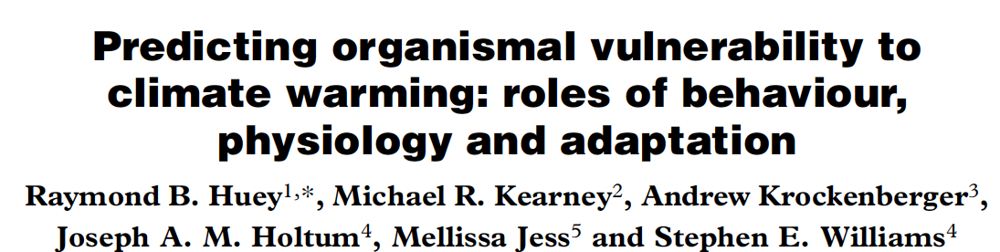 Predicting organismal vulnerability to
climate warming: roles of behaviour,
physiology and adaptation
Raymond B. Huey1,*, Michael R. Kearney2, Andrew Krockenberger3,
Joseph A. M. Holtum4, Mellissa Jess5 and Stephen E. Williams4